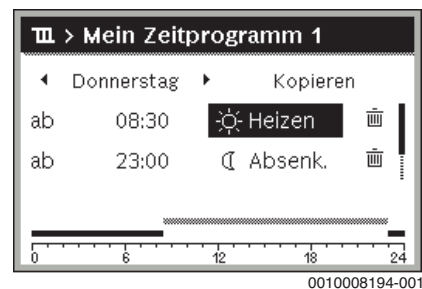 > Mein Zeitprogramm 1
Donnerstag Kopieren
ab 08:30 Heizen
ab 23:00 Absenk.
0 6 12 18 24
0010008194-001